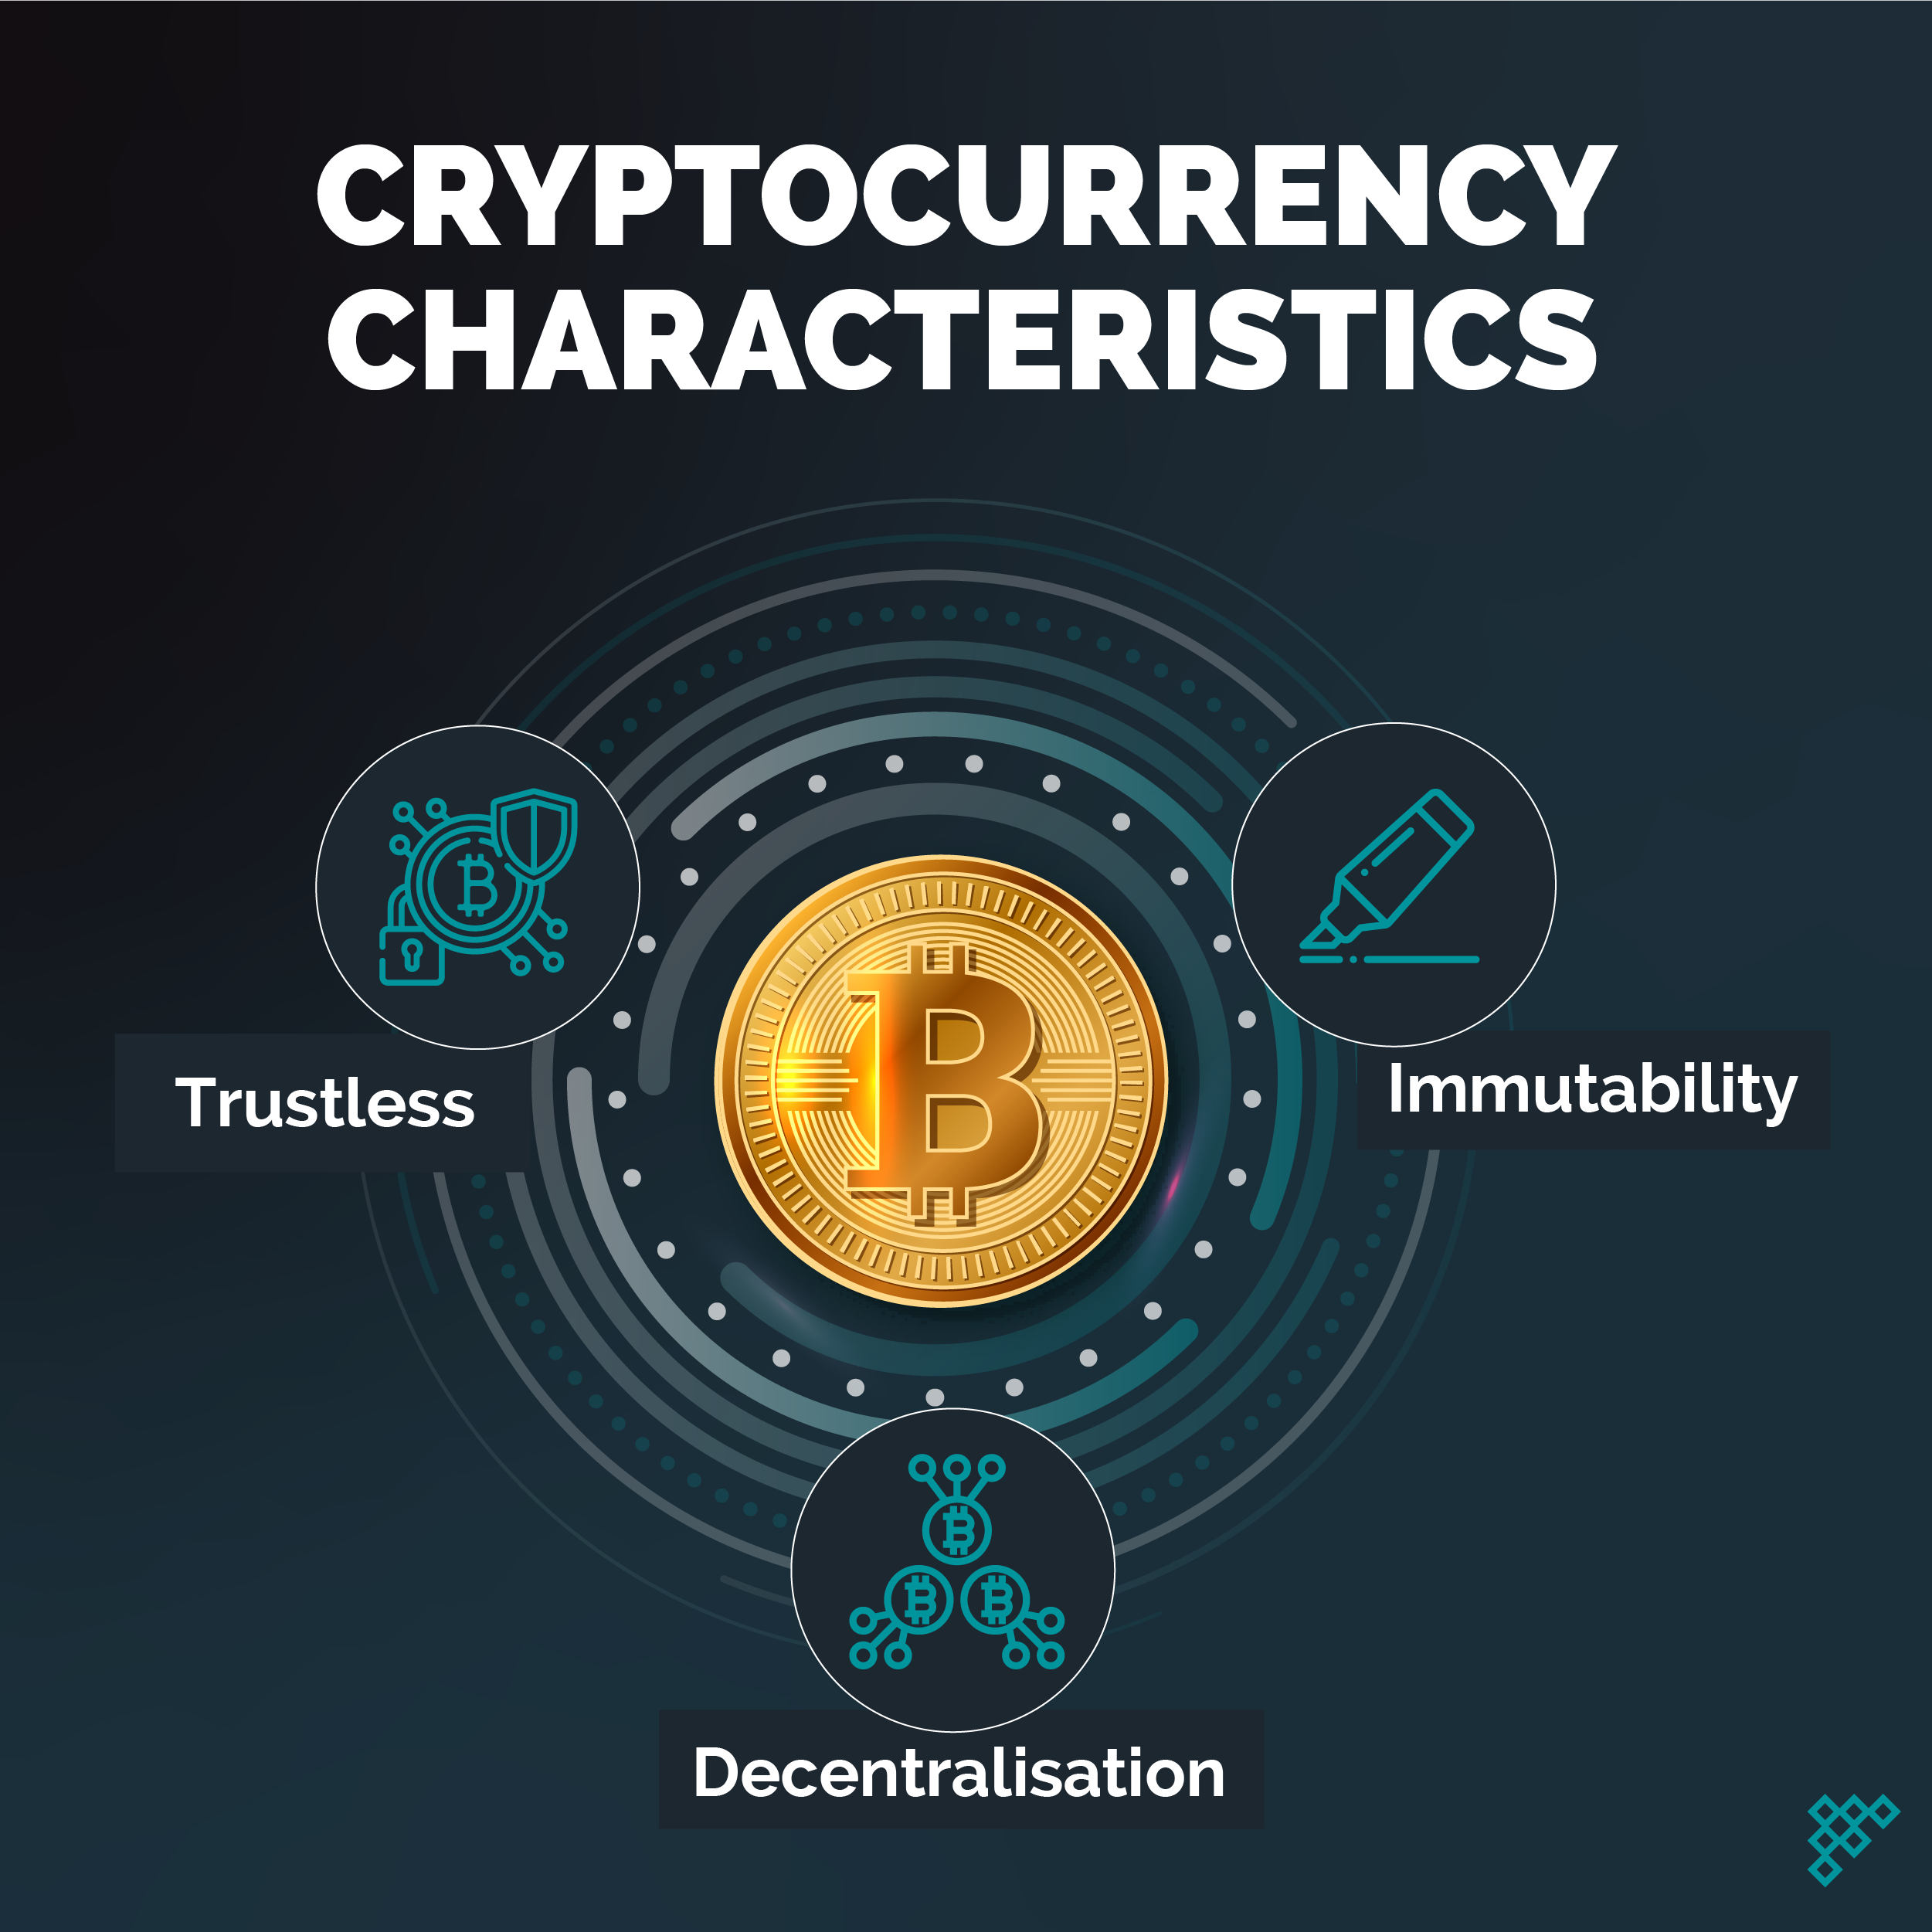 CRYPTOCURRENCY
CHARACTERISTICS
Trustless
Immutability
Decentralisation